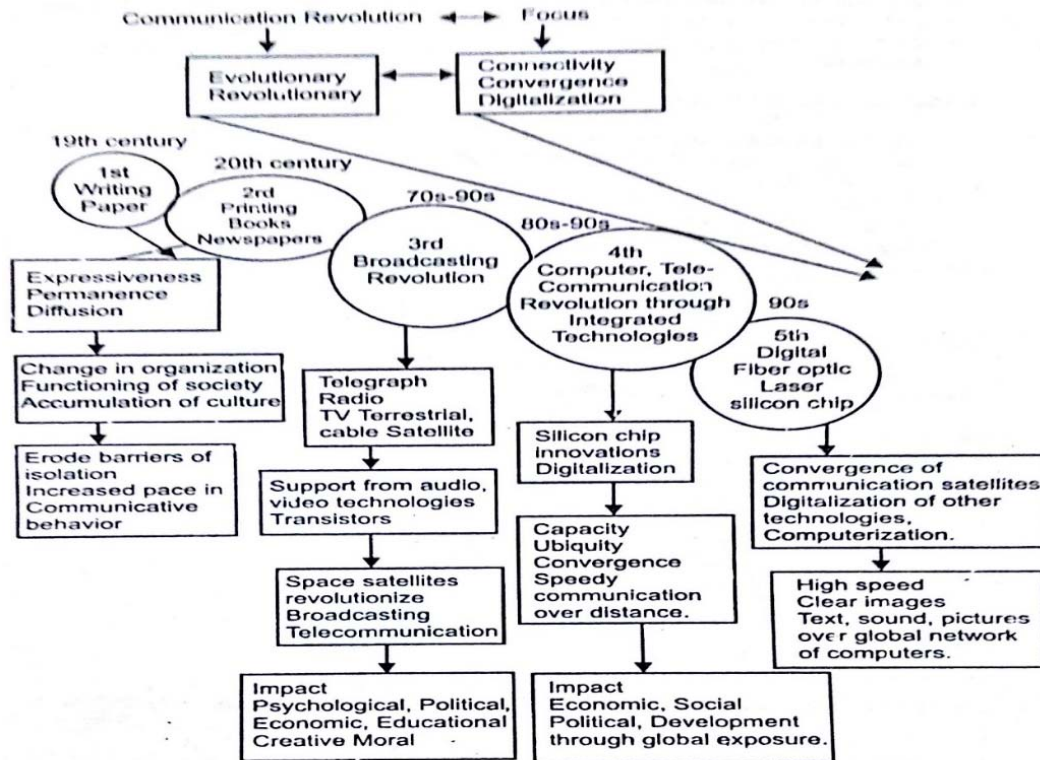 Communication Revolution
Focus
Evolutionary
Revolutionary
Connectivity
Convergence
Digitalization
19th century
1st
Writing
Paper
20th century
2rd
Printing
Books
Newspapers
70s-90s
3rd
Broadcasting
Revolution
80s-90s
4th
Computer, Tele-
Communication
Revolution through
Integrated
Technologies
90s
5th
Digital
Fiber optic
Laser
silicon chip
Expressiveness
Permanence
Diffusion
Change in organization
Functioning of society
Accumulation of culture
Erode barriers of
isolation
Increased pace in
Communicative
behavior
Telegraph
Radio
TV Terrestrial,
cable Satellite
Support from audio,
video technologies
Transistors
Space satellites
revolutionize
Broadcasting
Telecommunication
Impact
Psychological, Political,
Economic, Educational
Creative Moral
Silicon chip
innovations
Digitalization
Capacity
Ubiquity
Convergence
Speedy
communication
over distance.
Impact
Economic, Social
Political, Development
through global exposure.
Convergence of
communication satellites
Digitalization of other
technologies,
Computerization.
High speed
Clear images
Text, sound, pictures
over global network
of computers.